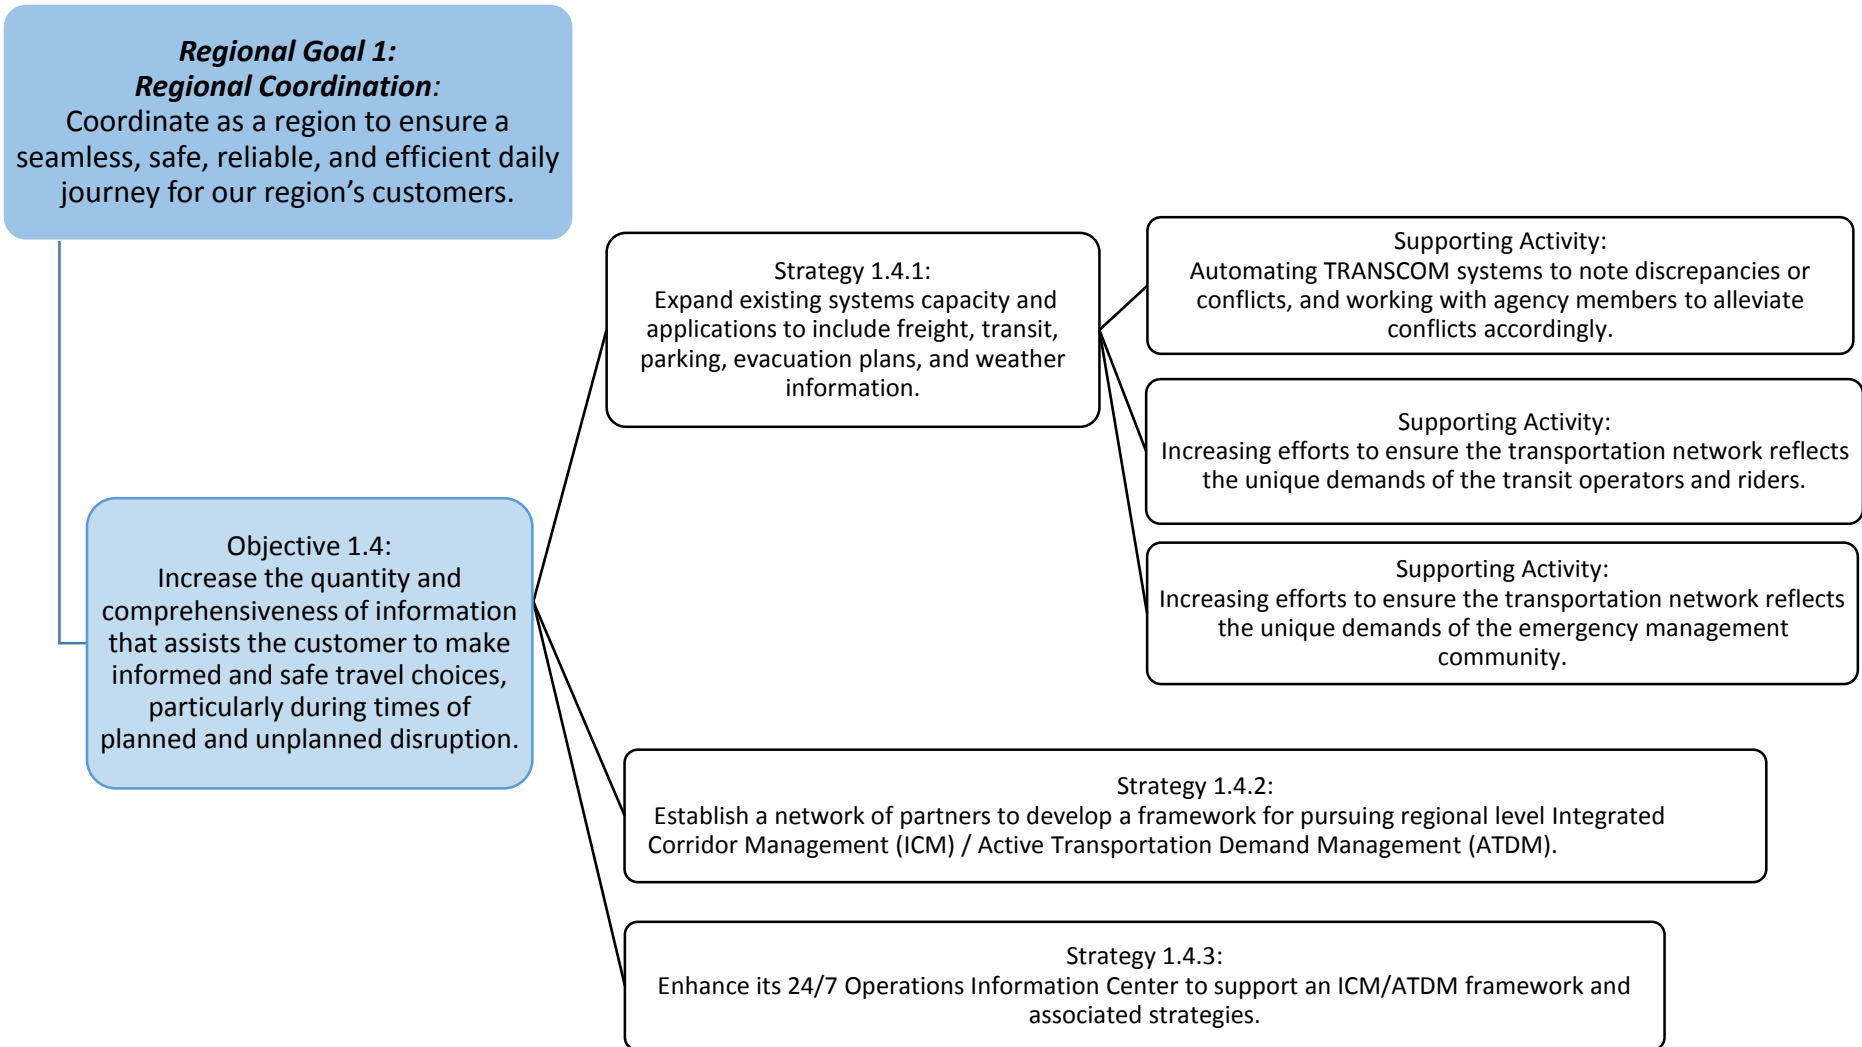 Regional Goal 1:
Regional Coordination:
Coordinate as a region to ensure a
seamless, safe, reliable, and efficient daily
journey for our region’s customers.
Objective 1.4:
Increase the quantity and
comprehensiveness of information
that assists the customer to make
informed and safe travel choices,
particularly during times of
planned and unplanned disruption.
Strategy 1.4.1:
Expand existing systems capacity and
applications to include freight, transit,
parking, evacuation plans, and weather
information.
Supporting Activity:
Automating TRANSCOM systems to note discrepancies or
conflicts, and working with agency members to alleviate
conflicts accordingly.
Supporting Activity:
Increasing efforts to ensure the transportation network reflects
the unique demands of the transit operators and riders.
Supporting Activity:
Increasing efforts to ensure the transportation network reflects
the unique demands of the emergency management
community.
Strategy 1.4.2:
Establish a network of partners to develop a framework for pursuing regional level Integrated
Corridor Management (ICM) / Active Transportation Demand Management (ATDM).
Strategy 1.4.3:
Enhance its 24/7 Operations Information Center to support an ICM/ATDM framework and
associated strategies.